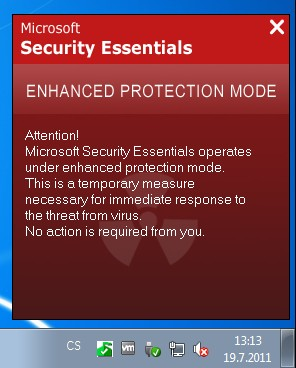 Microsoft
Security Essentials
ENHANCED PROTECTION MODE
Attention!
Microsoft Security Essentials operates
under enhanced protection mode.
This is a temporary measure
necessary for immediate response to
the threat from virus.
No action is required from you.
CS
vm
13:13
19.7.2011